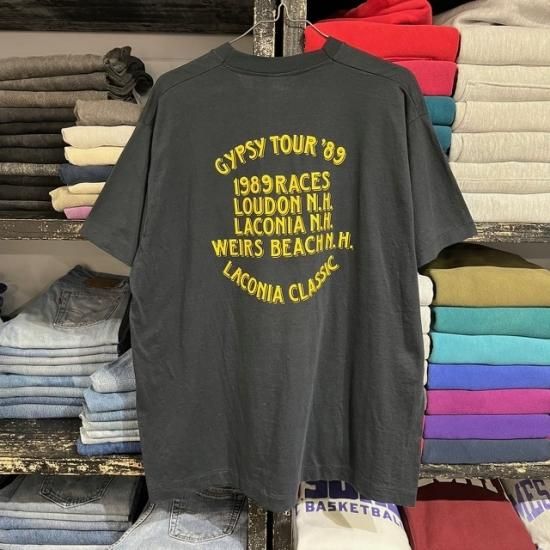 GYPSY TOUR '89
1989 RACES
LOUDON N.H.
LACONIA N.H.
WEIRS BEACH N.H.
LACONIA CLASSIC
BASKETBALL